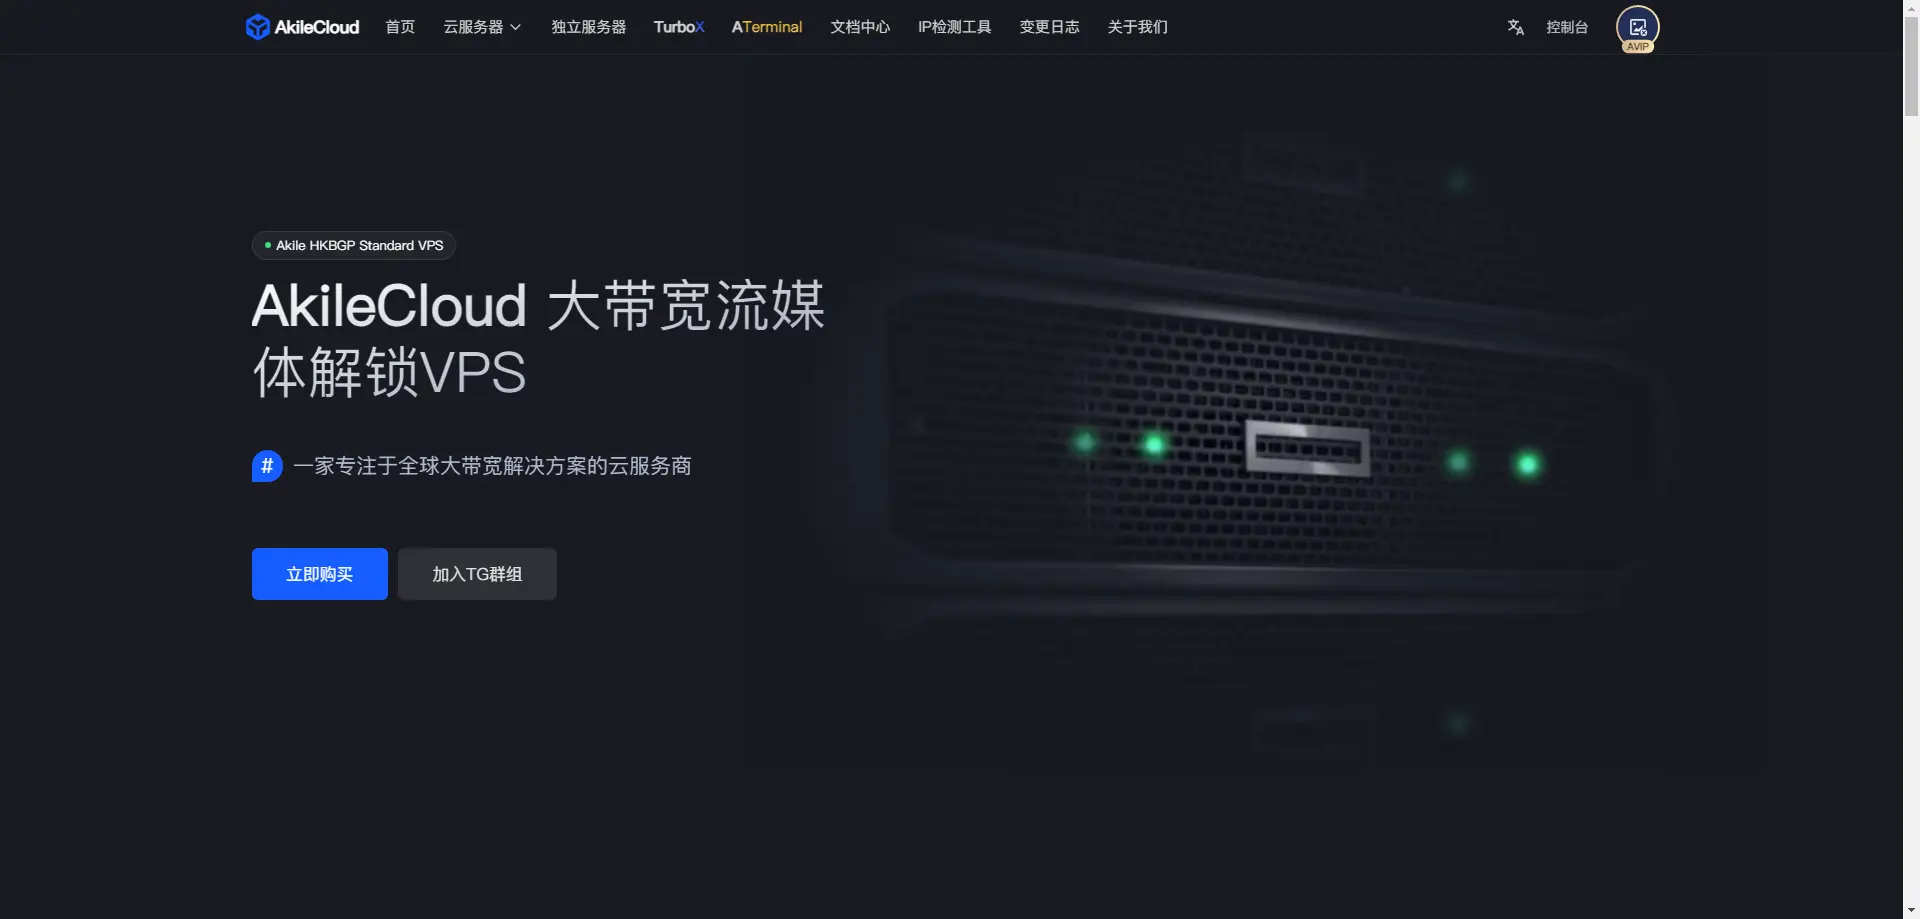 AkileCloud 首页 云服务器 独立服务器 TurboX ATerminal 文档中心 IP检测工具 变更日志 关于我们 控制台
AVIP
Akile HKBGP Standard VPS
AkileCloud 大带宽流媒
体解锁VPS
# 一家专注于全球大带宽解决方案的云服务商
立即购买 加入TG群组